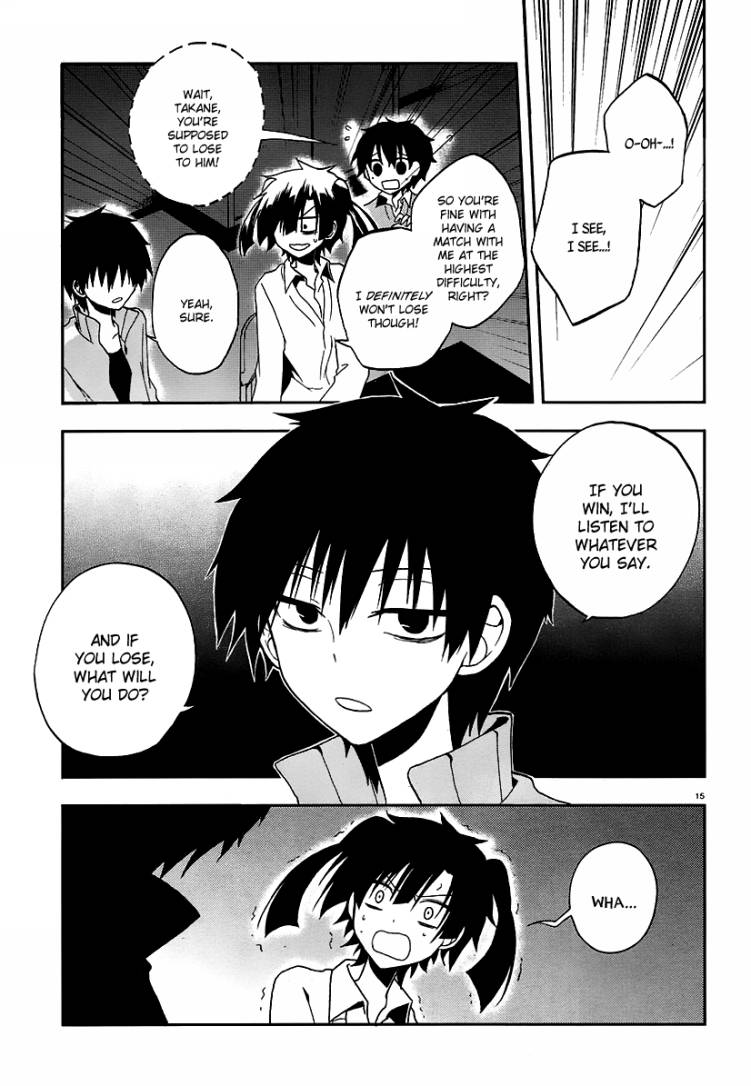 O-OH~...!
I SEE,
I SEE...!
WAIT,
TAKANE,
YOU'RE
SUPPOSED
TO LOSE
TO HIM!
SO YOU'RE
FINE WITH
HAVING A
MATCH WITH
ME AT THE
HIGHEST
DIFFICULTY,
RIGHT?
I DEFINITELY
WON'T LOSE
THOUGH!
YEAH,
SURE.
IF YOU
WIN, I'LL
LISTEN TO
WHATEVER
YOU SAY.
AND IF
YOU LOSE,
WHAT WILL
YOU DO?
15
WHA...